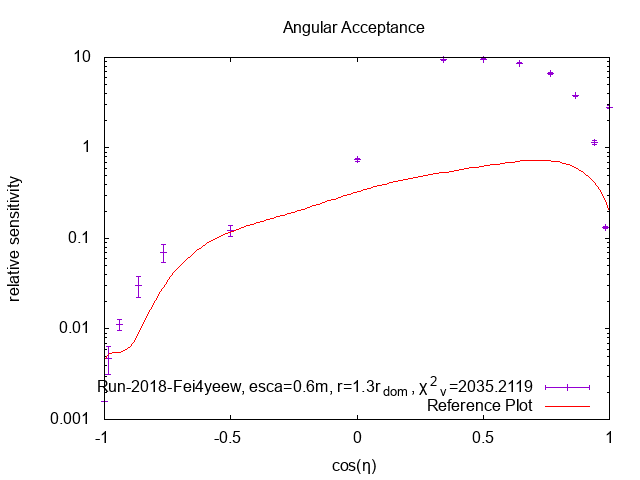 Angular Acceptance
10
1
0.1
0.01
0.001
relative sensitivity
Run-2018-Fei4yeew, esca=0.6m, r=1.3r_dom, χ²_ν=2035.2119
Reference Plot
-1 -0.5 0 0.5 1
cos(η)